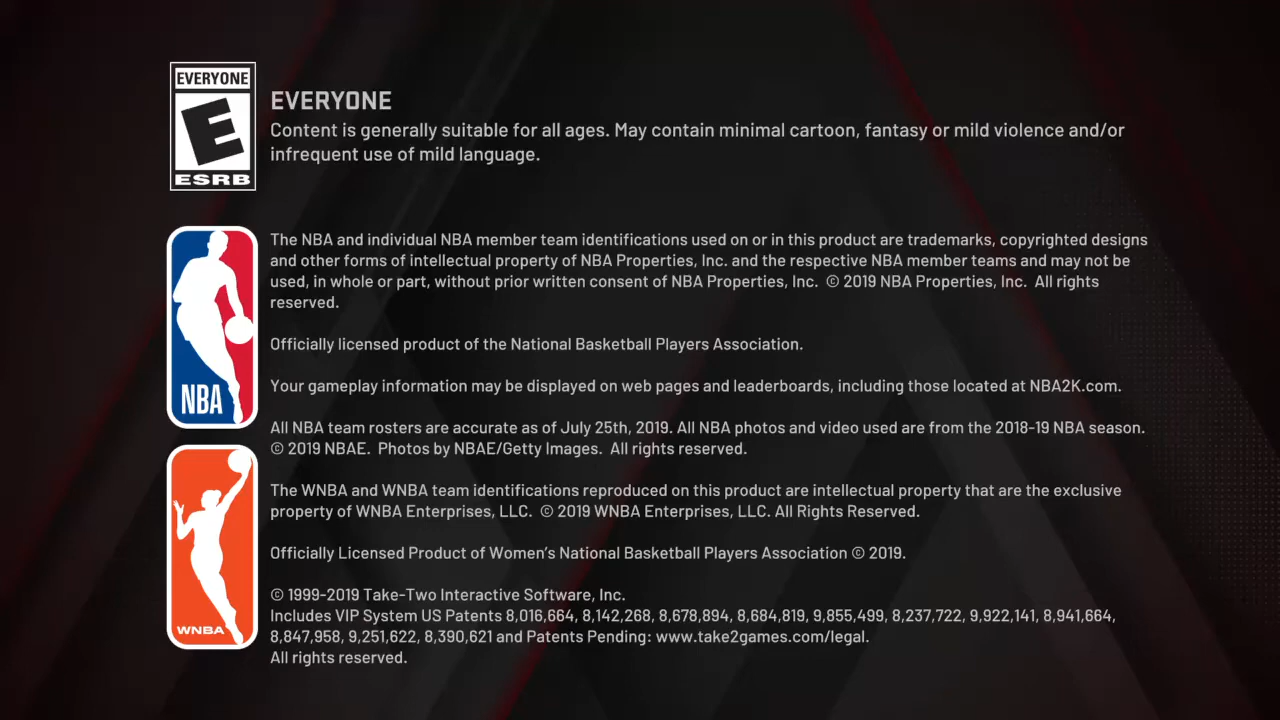 EVERYONE
E
ESRB
EVERYONE
Content is generally suitable for all ages. May contain minimal cartoon, fantasy or mild violence and/or
infrequent use of mild language.
The NBA and individual NBA member team identifications used on or in this product are trademarks, copyrighted designs
and other forms of intellectual property of NBA Properties, Inc. and the respective NBA member teams and may not be
used, in whole or part, without prior written consent of NBA Properties, Inc.  © 2019 NBA Properties, Inc.  All rights
reserved.
Officially licensed product of the National Basketball Players Association.
Your gameplay information may be displayed on web pages and leaderboards, including those located at NBA2K.com.
NBA
All NBA team rosters are accurate as of July 25th, 2019. All NBA photos and video used are from the 2018-19 NBA season.
© 2019 NBAE.  Photos by NBAE/Getty Images.  All rights reserved.
The WNBA and WNBA team identifications reproduced on this product are intellectual property that are the exclusive
property of WNBA Enterprises, LLC.  © 2019 WNBA Enterprises, LLC. All Rights Reserved.
Officially Licensed Product of Women's National Basketball Players Association © 2019.
© 1999-2019 Take-Two Interactive Software, Inc.
Includes VIP System US Patents 8,016,664, 8,142,268, 8,678,894, 8,684,819, 9,855,499, 8,237,722, 9,922,141, 8,941,664,
8,847,958, 9,251,622, 8,390,621 and Patents Pending: www.take2games.com/legal.
All rights reserved.
WNBA